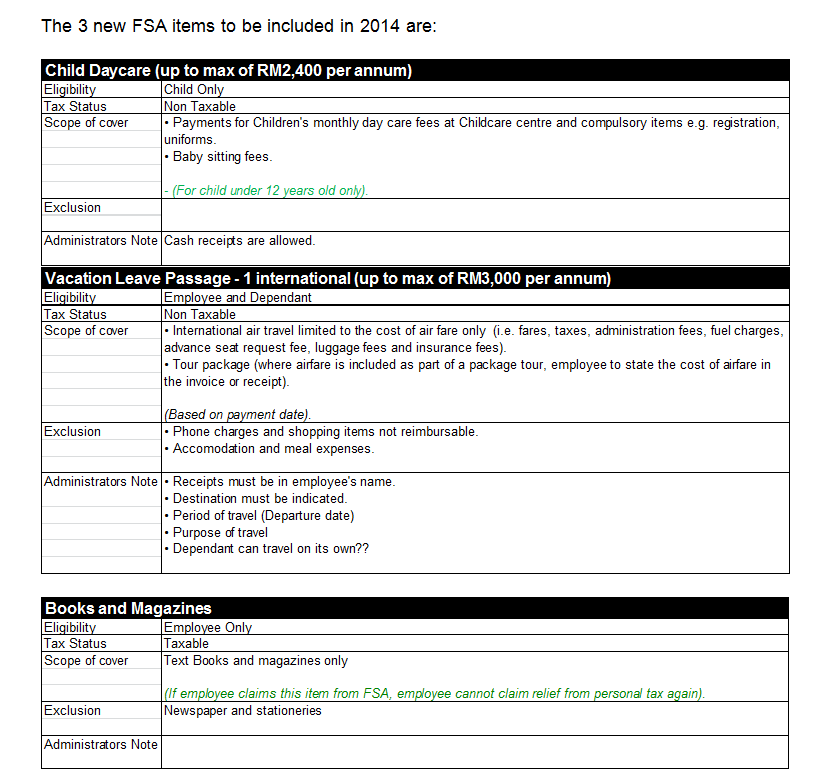 The 3 new FSA items to be included in 2014 are:
Child Daycare (up to max of RM2,400 per annum)
Eligibility Child Only
Tax Status Non Taxable
Scope of cover • Payments for Children's monthly day care fees at Childcare centre and compulsory items e.g. registration,
uniforms.
• Baby sitting fees.
- (For child under 12 years old only).
Exclusion
Administrators Note Cash receipts are allowed.
Vacation Leave Passage - 1 international (up to max of RM3,000 per annum)
Eligibility Employee and Dependant
Tax Status Non Taxable
Scope of cover • International air travel limited to the cost of air fare only (i.e. fares, taxes, administration fees, fuel charges,
advance seat request fee, luggage fees and insurance fees).
• Tour package (where airfare is included as part of a package tour, employee to state the cost of airfare in
the invoice or receipt).
(Based on payment date).
Exclusion • Phone charges and shopping items not reimbursable.
• Accomodation and meal expenses.
Administrators Note • Receipts must be in employee's name.
• Destination must be indicated.
• Period of travel (Departure date)
• Purpose of travel
• Dependant can travel on its own??
Books and Magazines
Eligibility Employee Only
Tax Status Taxable
Scope of cover Text Books and magazines only
(If employee claims this item from FSA, employee cannot claim relief from personal tax again).
Exclusion Newspaper and stationeries
Administrators Note